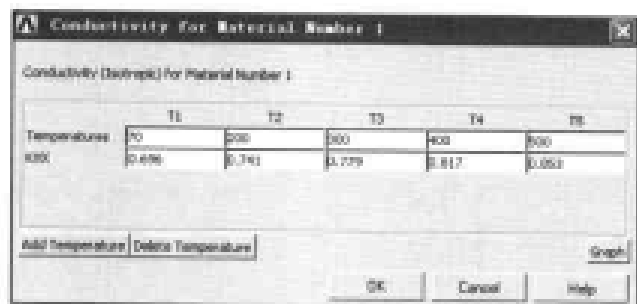 Conductivity for Material Number 1
Conductivity (Isotropic) for Material Number 1
T1 T2 T3 T4 T5
Temperatures 70 200 300 400 500
KXX 0.696 0.741 0.779 0.817 0.853
Add Temperature Delete Temperature
Graph
OK Cancel Help